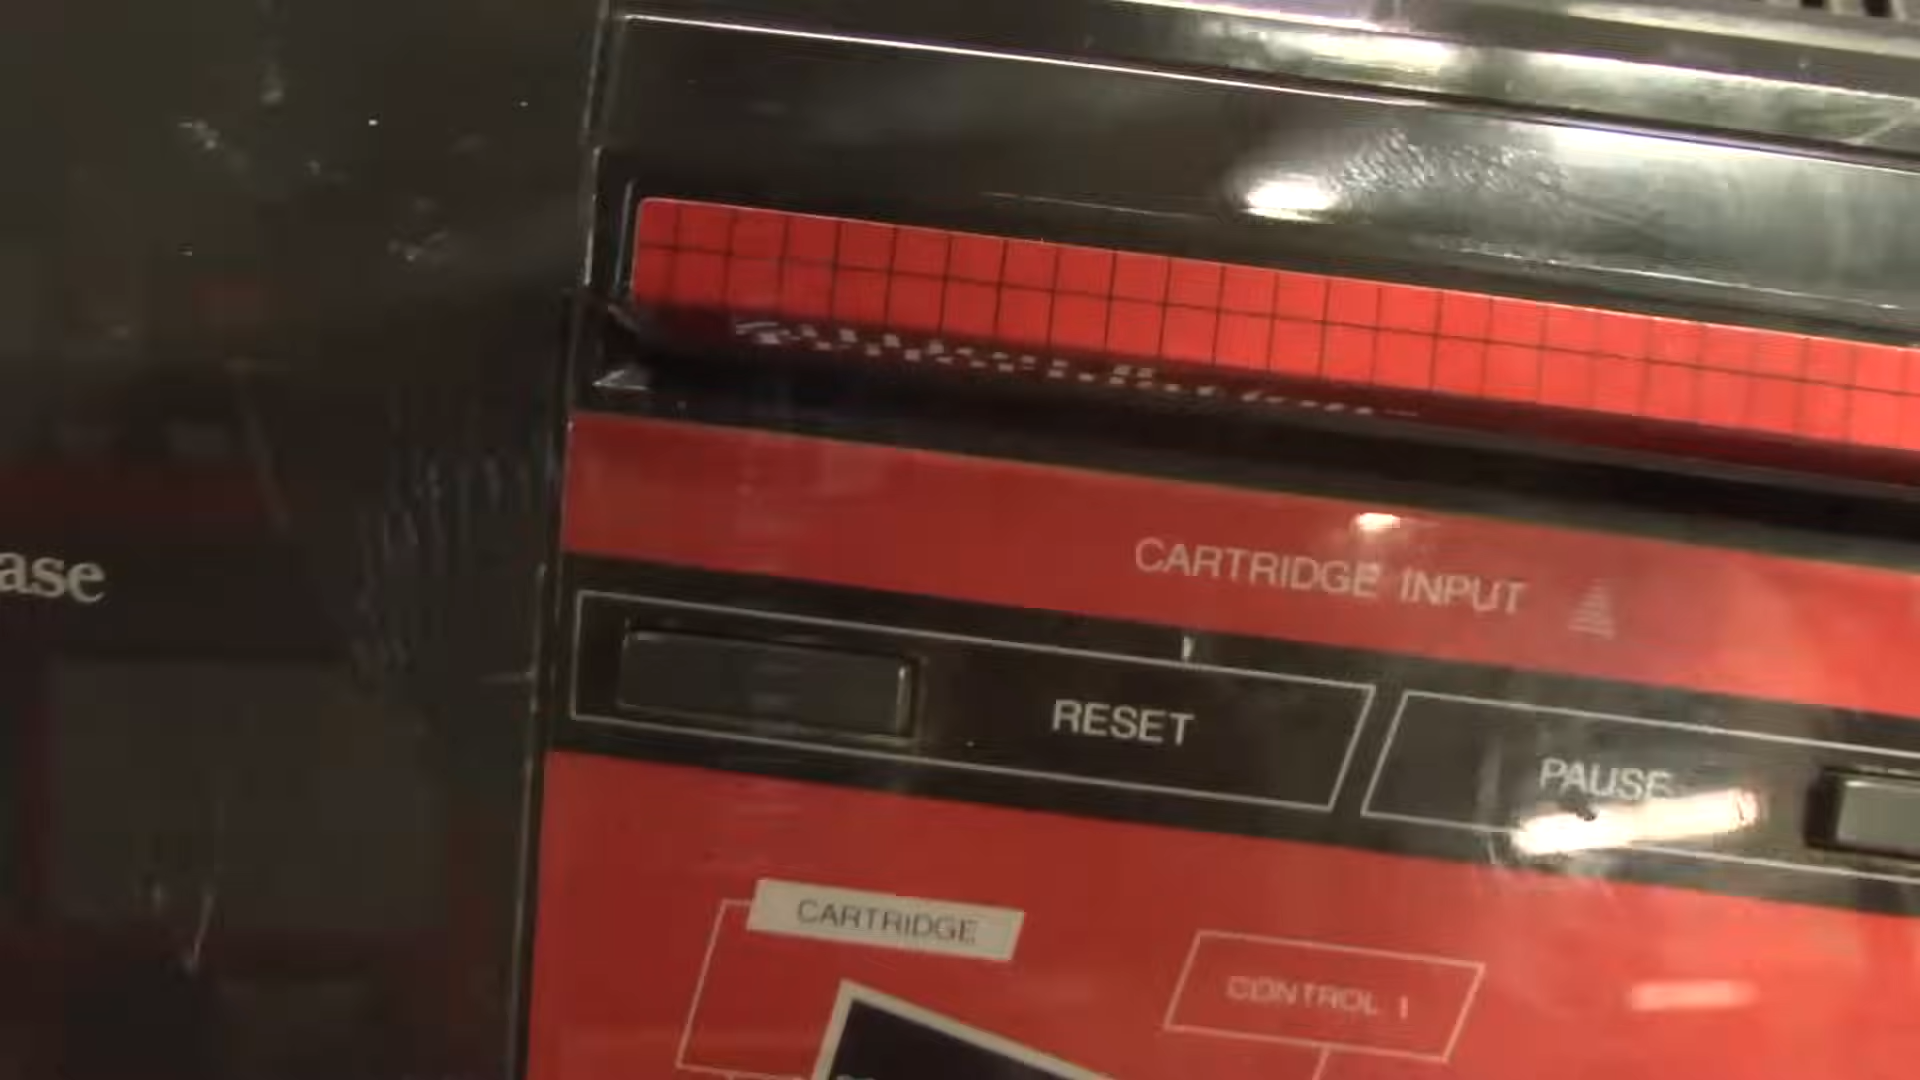 ase
CARTRIDGE INPUT
RESET
PAUSE
CARTRIDGE
CONTROL 1